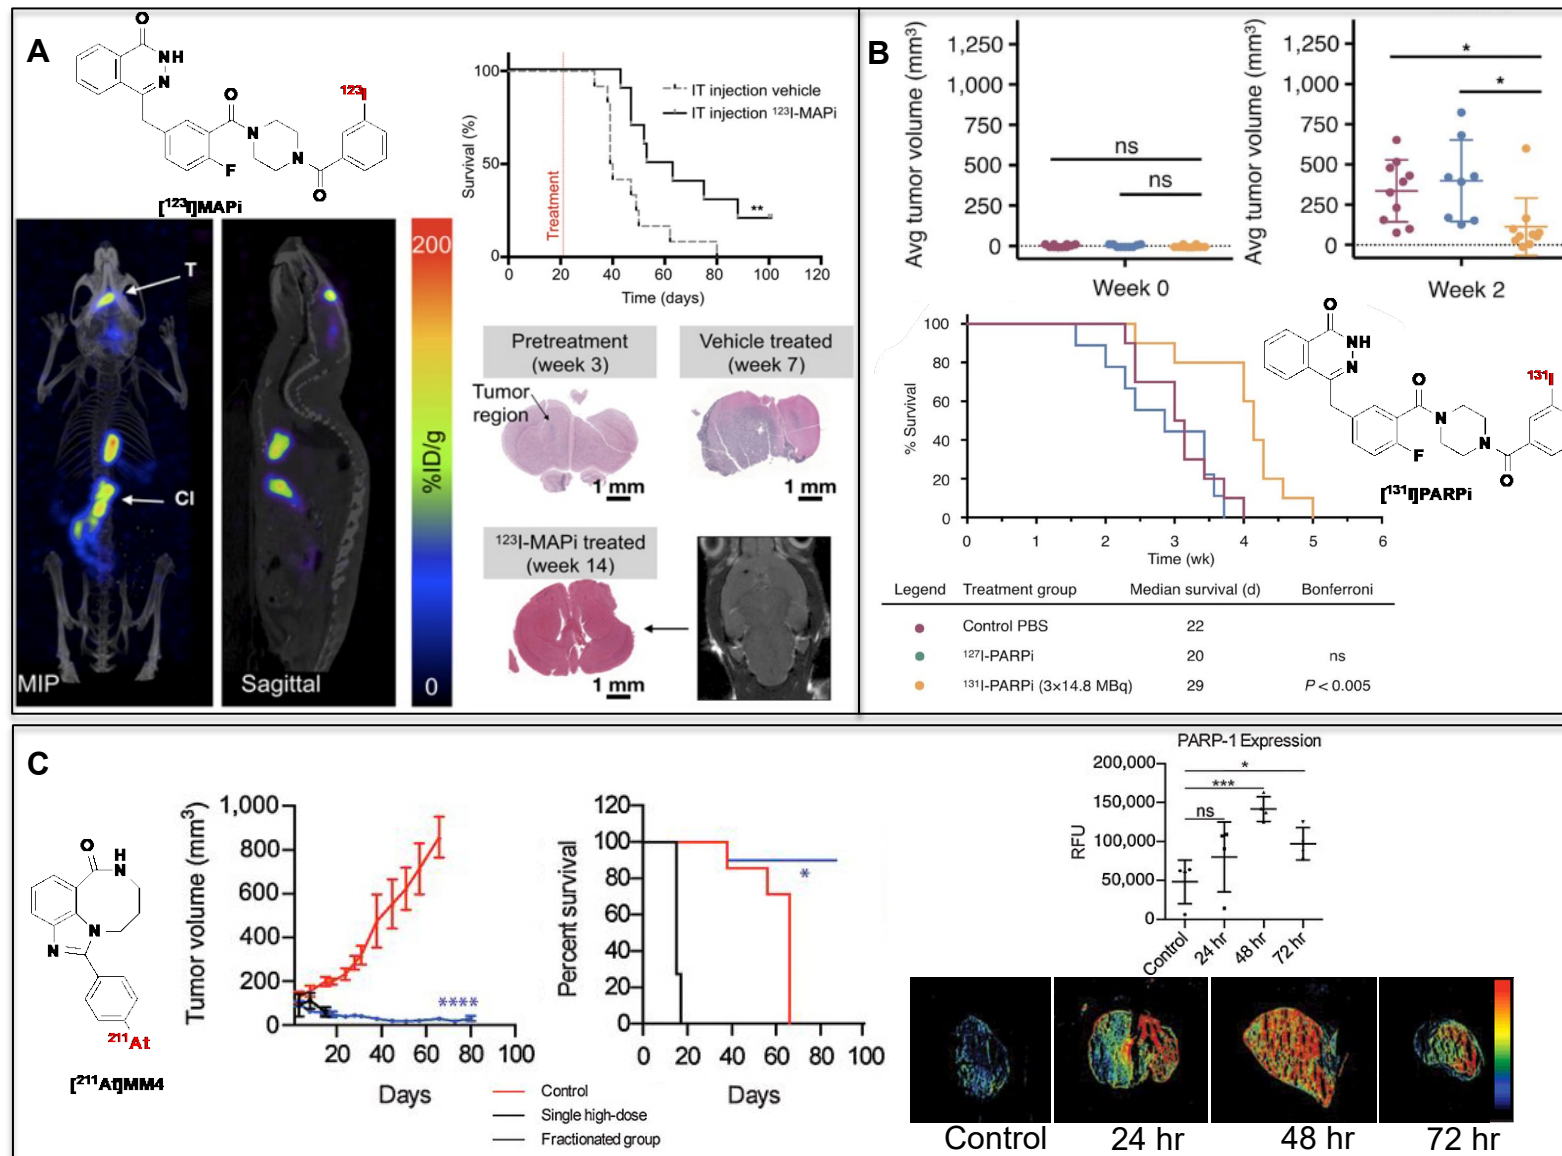 A
O
NH
N
O
N
N
O
F
123I
[123I]MAPi
T
Cl
MIP
Sagittal
200
%ID/g
0
Survival (%)
100
50
0
Treatment
IT injection vehicle
IT injection 123I-MAPi
**
0 20 40 60 80 100 120
Time (days)
Pretreatment
(week 3)
Vehicle treated
(week 7)
Tumor
region
1 mm
1 mm
123I-MAPi treated
(week 14)
1 mm
B
Avg tumor volume (mm3)
1,250
1,000
750
500
250
0
ns
ns
Week 0
Avg tumor volume (mm3)
1,250
1,000
750
500
250
0
*
*
Week 2
% Survival
100
80
60
40
20
0
0 1 2 3 4 5 6
Time (wk)
O
NH
N
O
N
N
O
F
131I
[131I]PARPi
Legend Treatment group Median survival (d) Bonferroni
Control PBS 22
127I-PARPi 20 ns
131I-PARPi (3×14.8 MBq) 29 P < 0.005
C
O
H
N
N
N
211At
[211At]MM4
Tumor volume (mm3)
1,000
800
600
400
200
0
****
20 40 60 80 100
Days
Percent survival
120
100
80
60
40
20
0
*
0 20 40 60 80 100
Days
Control
Single high-dose
Fractionated group
PARP-1 Expression
RFU
200,000
150,000
100,000
50,000
0
*
***
ns
Control
24 hr
48 hr
72 hr
Control 24 hr 48 hr 72 hr